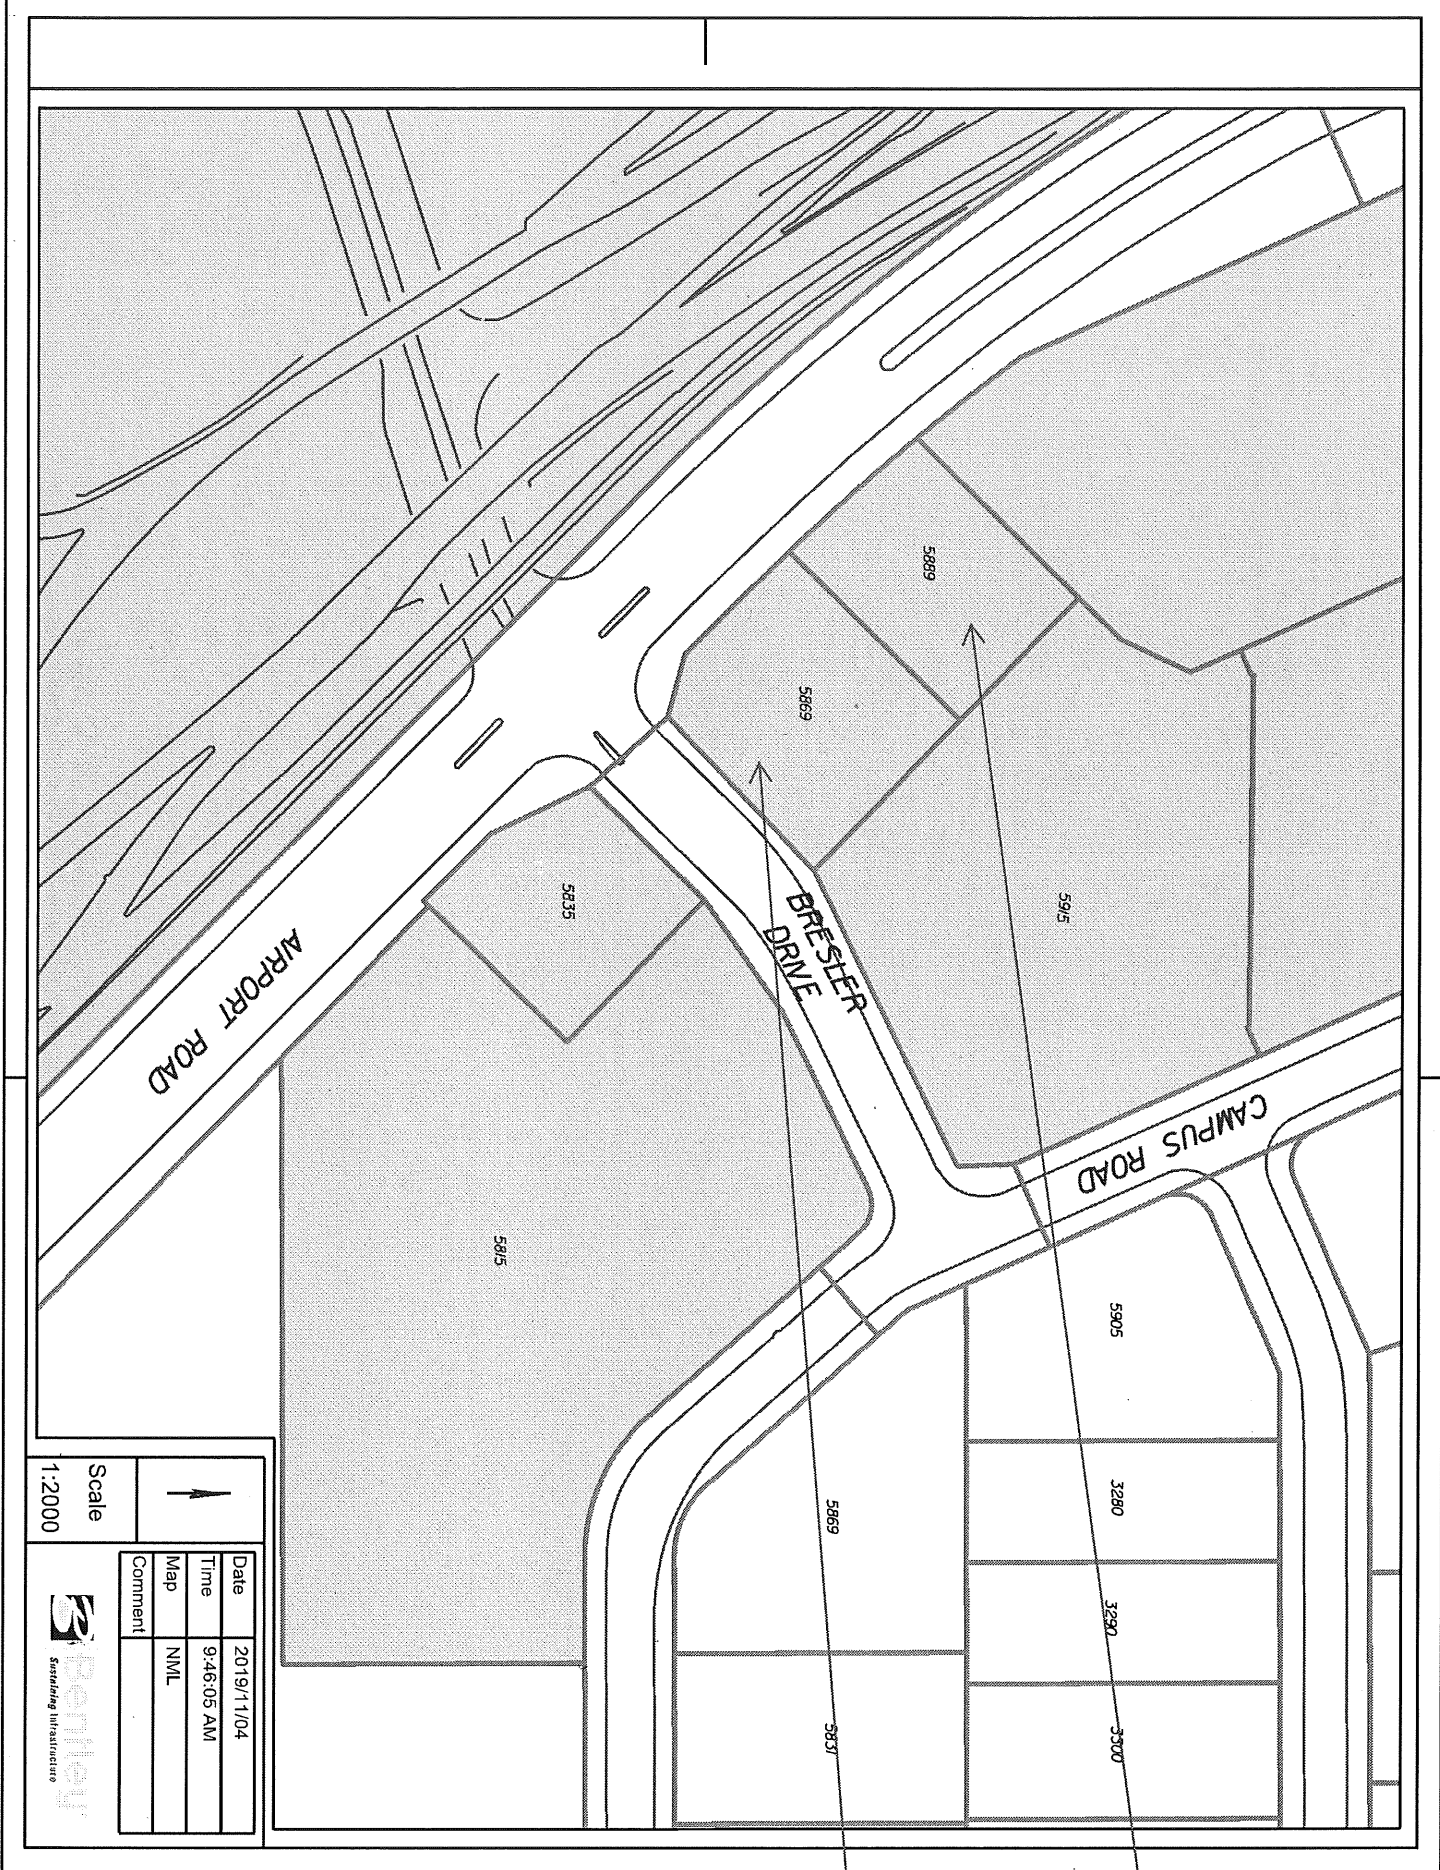 5889
5869
5915
5835
BRESLER
DRIVE
AIRPORT ROAD
CAMPUS ROAD
5815
5905
3280
5869
3290
3300
5831
Scale
1:2000
Date 2019/11/04
Time 9:46:05 AM
Map NML
Comment
Bentley
Sustaining Infrastructure